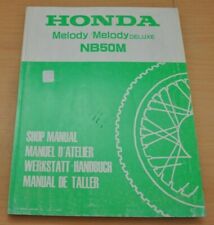 HONDA
Melody/Melody DELUXE
NB50M
SHOP MANUAL
MANUEL D'ATELIER
WERKSTATT-HANDBUCH
MANUAL DE TALLER